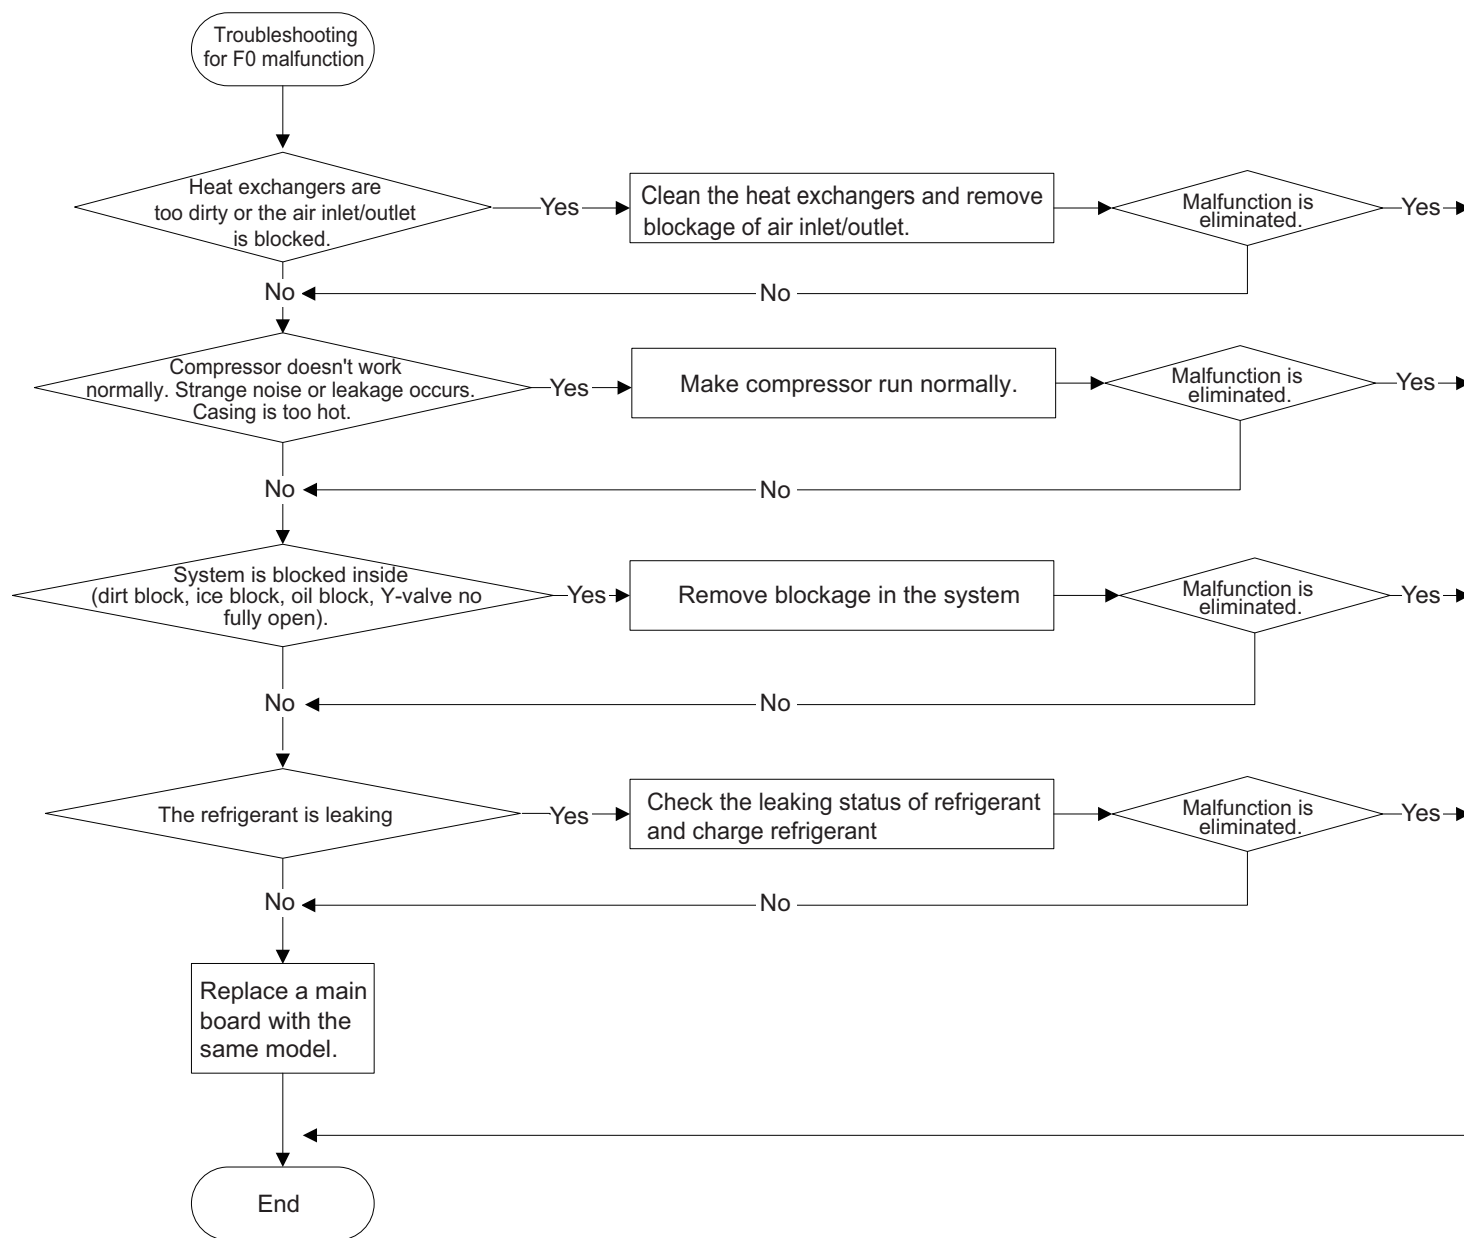 Troubleshooting
for F0 malfunction
Heat exchangers are
too dirty or the air inlet/outlet
is blocked.
Yes
Clean the heat exchangers and remove
blockage of air inlet/outlet.
Malfunction is
eliminated.
Yes
No
No
Compressor doesn't work
normally. Strange noise or leakage occurs.
Casing is too hot.
Yes
Make compressor run normally.
Malfunction is
eliminated.
Yes
No
No
System is blocked inside
(dirt block, ice block, oil block, Y-valve no
fully open).
Yes
Remove blockage in the system
Malfunction is
eliminated.
Yes
No
No
The refrigerant is leaking
Yes
Check the leaking status of refrigerant
and charge refrigerant
Malfunction is
eliminated.
Yes
No
No
Replace a main
board with the
same model.
End